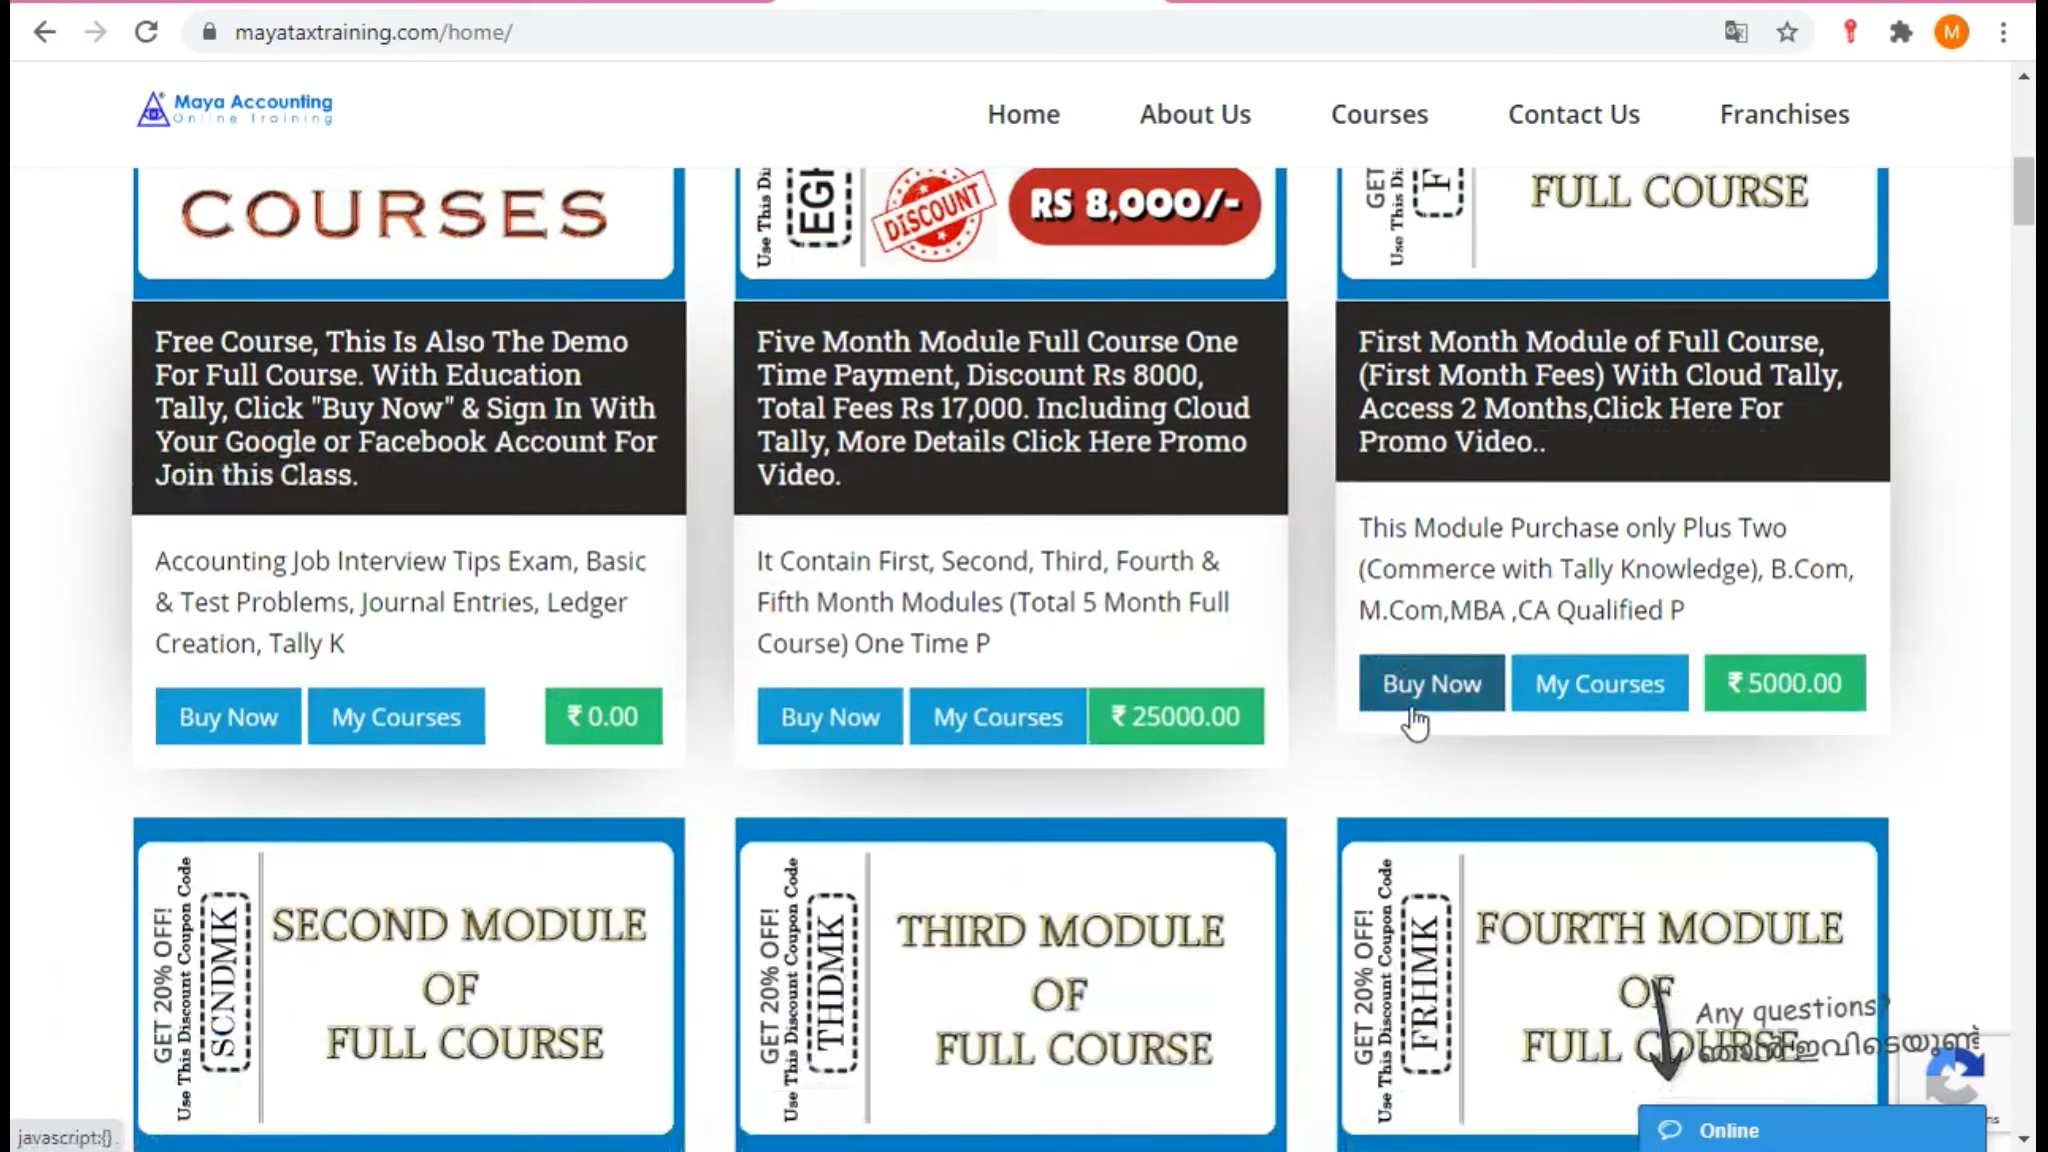 mayataxtraining.com/home/
M
Maya Accounting
Online Training
Home
About Us
Courses
Contact Us
Franchises
COURSES
Use This Di
EGH
DISCOUNT
RS 8,000/-
GET
Use This Di
F
FULL COURSE
Free Course, This Is Also The Demo
For Full Course. With Education
Tally, Click "Buy Now" & Sign In With
Your Google or Facebook Account For
Join this Class.
Accounting Job Interview Tips Exam, Basic
& Test Problems, Journal Entries, Ledger
Creation, Tally K
Buy Now
My Courses
₹ 0.00
Five Month Module Full Course One
Time Payment, Discount Rs 8000,
Total Fees Rs 17,000. Including Cloud
Tally, More Details Click Here Promo
Video.
It Contain First, Second, Third, Fourth &
Fifth Month Modules (Total 5 Month Full
Course) One Time P
Buy Now
My Courses
₹ 25000.00
First Month Module of Full Course,
(First Month Fees) With Cloud Tally,
Access 2 Months,Click Here For
Promo Video..
This Module Purchase only Plus Two
(Commerce with Tally Knowledge), B.Com,
M.Com,MBA ,CA Qualified P
Buy Now
My Courses
₹ 5000.00
GET 20% OFF!
Use This Discount Coupon Code
SCNDMK
SECOND MODULE
OF
FULL COURSE
GET 20% OFF!
Use This Discount Coupon Code
THDMK
THIRD MODULE
OF
FULL COURSE
GET 20% OFF!
Use This Discount Coupon Code
FRHMK
FOURTH MODULE
OF
FULL COURSE
Any questions?
ഞാൻ ഇവിടെയുണ്ട്
Online
javascript:{}